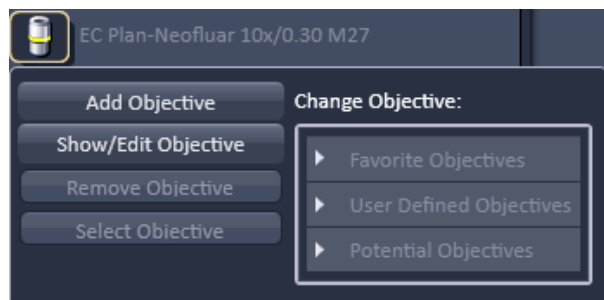 EC Plan-Neofluar 10x/0.30 M27
Add Objective
Show/Edit Objective
Remove Objective
Select Objective
Change Objective:
Favorite Objectives
User Defined Objectives
Potential Objectives